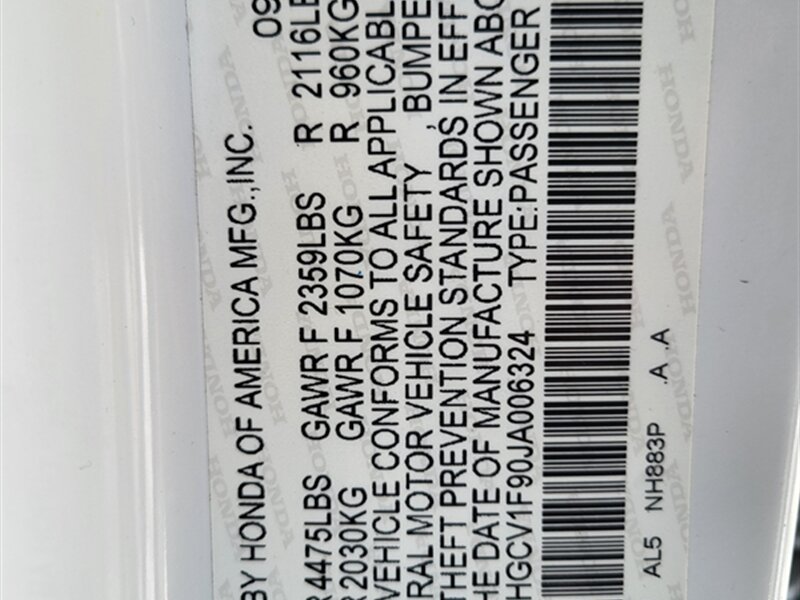 BY HONDA OF AMERICA MFG.,INC. 09
R 4475LBS GAWR F 2359LBS R 2116LB
R 2030KG GAWR F 1070KG R 960KG
VEHICLE CONFORMS TO ALL APPLICABL
RAL MOTOR VEHICLE SAFETY , BUMPE
THEFT PREVENTION STANDARDS IN EFF
HE DATE OF MANUFACTURE SHOWN ABO
HGCV1F90JA006324 TYPE:PASSENGER
AL5 NH883P .A .A